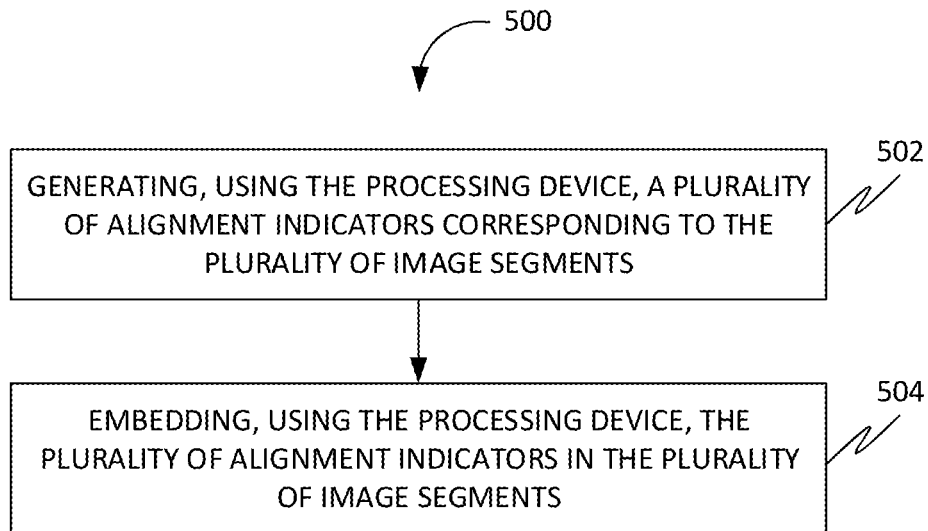 500
502
GENERATING, USING THE PROCESSING DEVICE, A PLURALITY
OF ALIGNMENT INDICATORS CORRESPONDING TO THE
PLURALITY OF IMAGE SEGMENTS
504
EMBEDDING, USING THE PROCESSING DEVICE, THE
PLURALITY OF ALIGNMENT INDICATORS IN THE PLURALITY
OF IMAGE SEGMENTS